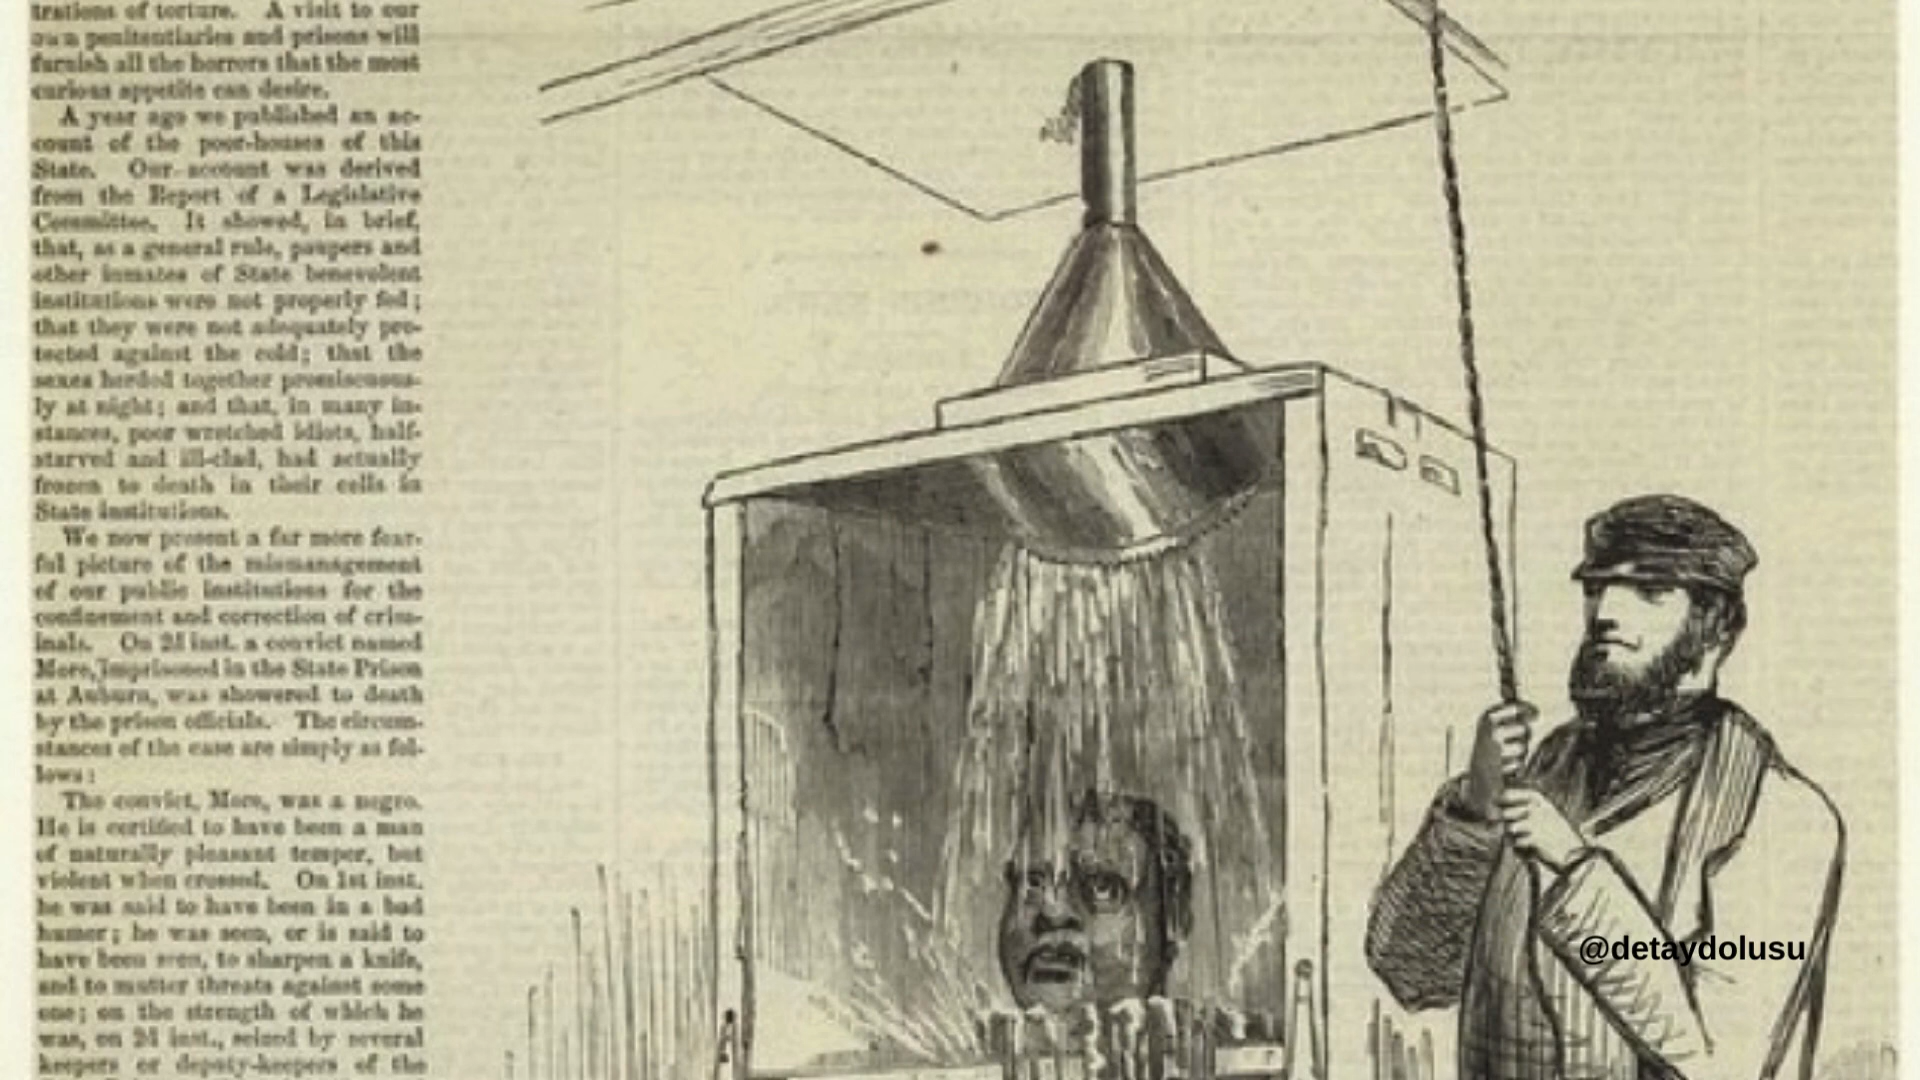 trations of torture. A visit to our
own penitentiaries and prisons will
furnish all the horrors that the most
curious appetite can desire.
A year ago we published an ac-
count of the poor-houses of this
State. Our account was derived
from the Report of a Legislative
Committee. It showed, in brief,
that, as a general rule, paupers and
other inmates of State benevolent
institutions were not properly fed;
that they were not adequately pro-
tected against the cold; that the
sexes herded together promiscuous-
ly at night; and that, in many in-
stances, poor wretched idiots, half-
starved and ill-clad, had actually
frozen to death in their cells in
State institutions.
We now present a far more fear-
ful picture of the mismanagement
of our public institutions for the
confinement and correction of crim-
inals. On 2d inst. a convict named
More, imprisoned in the State Prison
at Auburn, was showered to death
by the prison officials. The circum-
stances of the case are simply as fol-
lows:
The convict, More, was a negro.
He is certified to have been a man
of naturally pleasant temper, but
violent when crossed. On 1st inst.
he was said to have been in a bad
humor; he was seen, or is said to
have been seen, to sharpen a knife,
and to mutter threats against some
one; on the strength of which he
was, on 2d inst., seized by several
keepers or deputy-keepers of the
@detaydolusu